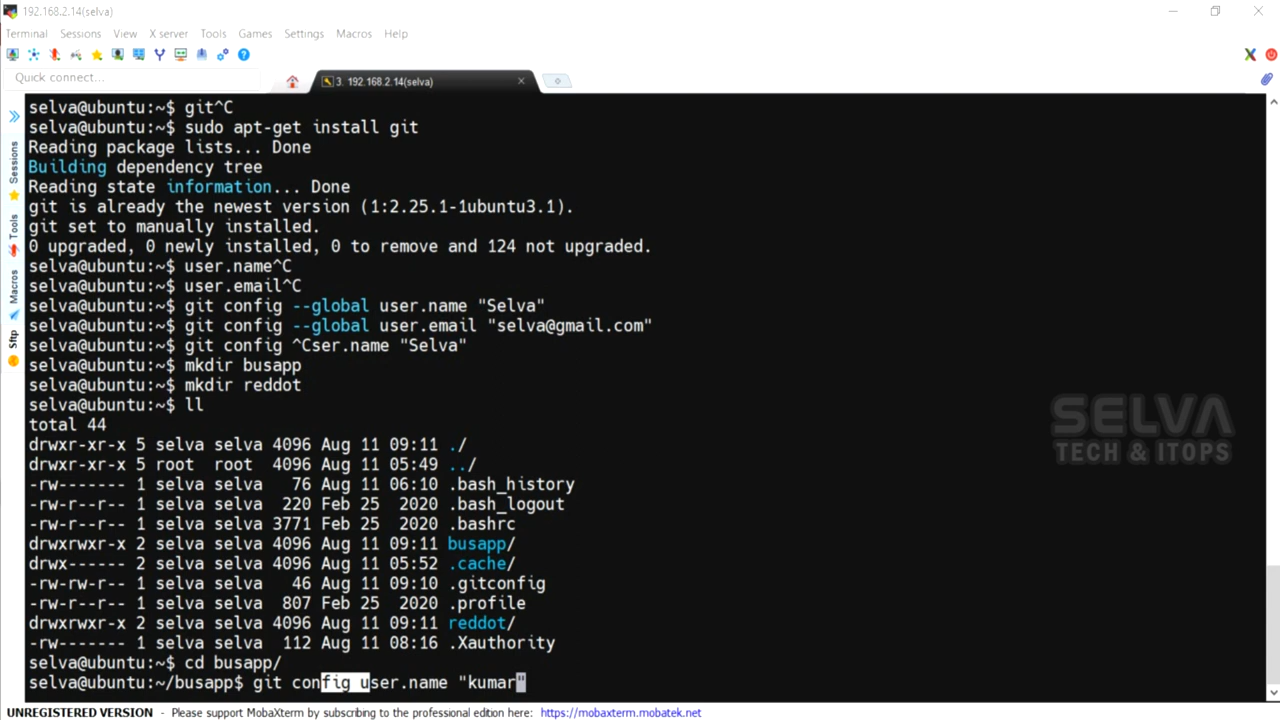 192.168.2.14(selva)
Terminal Sessions View X server Tools Games Settings Macros Help
Quick connect...
3. 192.168.2.14(selva)
Sessions
Tools
Macros
Sftp
selva@ubuntu:~$ git^C
selva@ubuntu:~$ sudo apt-get install git
Reading package lists... Done
Building dependency tree
Reading state information... Done
git is already the newest version (1:2.25.1-1ubuntu3.1).
git set to manually installed.
0 upgraded, 0 newly installed, 0 to remove and 124 not upgraded.
selva@ubuntu:~$ user.name^C
selva@ubuntu:~$ user.email^C
selva@ubuntu:~$ git config --global user.name "Selva"
selva@ubuntu:~$ git config --global user.email "selva@gmail.com"
selva@ubuntu:~$ git config ^Cser.name "Selva"
selva@ubuntu:~$ mkdir busapp
selva@ubuntu:~$ mkdir reddot
selva@ubuntu:~$ ll
total 44
drwxr-xr-x 5 selva selva 4096 Aug 11 09:11 ./
drwxr-xr-x 5 root  root  4096 Aug 11 05:49 ../
-rw------- 1 selva selva   76 Aug 11 06:10 .bash_history
-rw-r--r-- 1 selva selva  220 Feb 25  2020 .bash_logout
-rw-r--r-- 1 selva selva 3771 Feb 25  2020 .bashrc
drwxrwxr-x 2 selva selva 4096 Aug 11 09:11 busapp/
drwx------ 2 selva selva 4096 Aug 11 05:52 .cache/
-rw-rw-r-- 1 selva selva   46 Aug 11 09:10 .gitconfig
-rw-r--r-- 1 selva selva  807 Feb 25  2020 .profile
drwxrwxr-x 2 selva selva 4096 Aug 11 09:11 reddot/
-rw------- 1 selva selva  112 Aug 11 08:16 .Xauthority
selva@ubuntu:~$ cd busapp/
selva@ubuntu:~/busapp$ git config user.name "kumar"
SELVA
TECH & ITOPS
UNREGISTERED VERSION - Please support MobaXterm by subscribing to the professional edition here: https://mobaxterm.mobatek.net